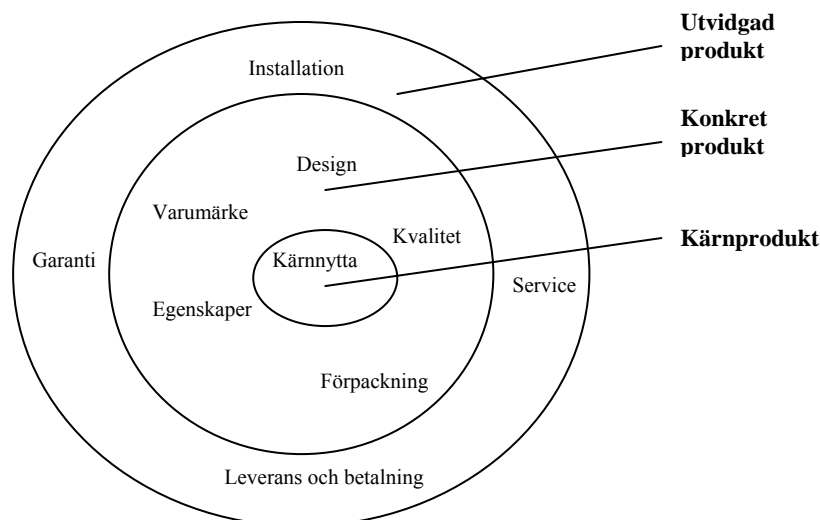 Utvidgad
produkt
Installation
Konkret
produkt
Design
Varumärke
Kvalitet
Kärnprodukt
Garanti
Kärnnytta
Service
Egenskaper
Förpackning
Leverans och betalning